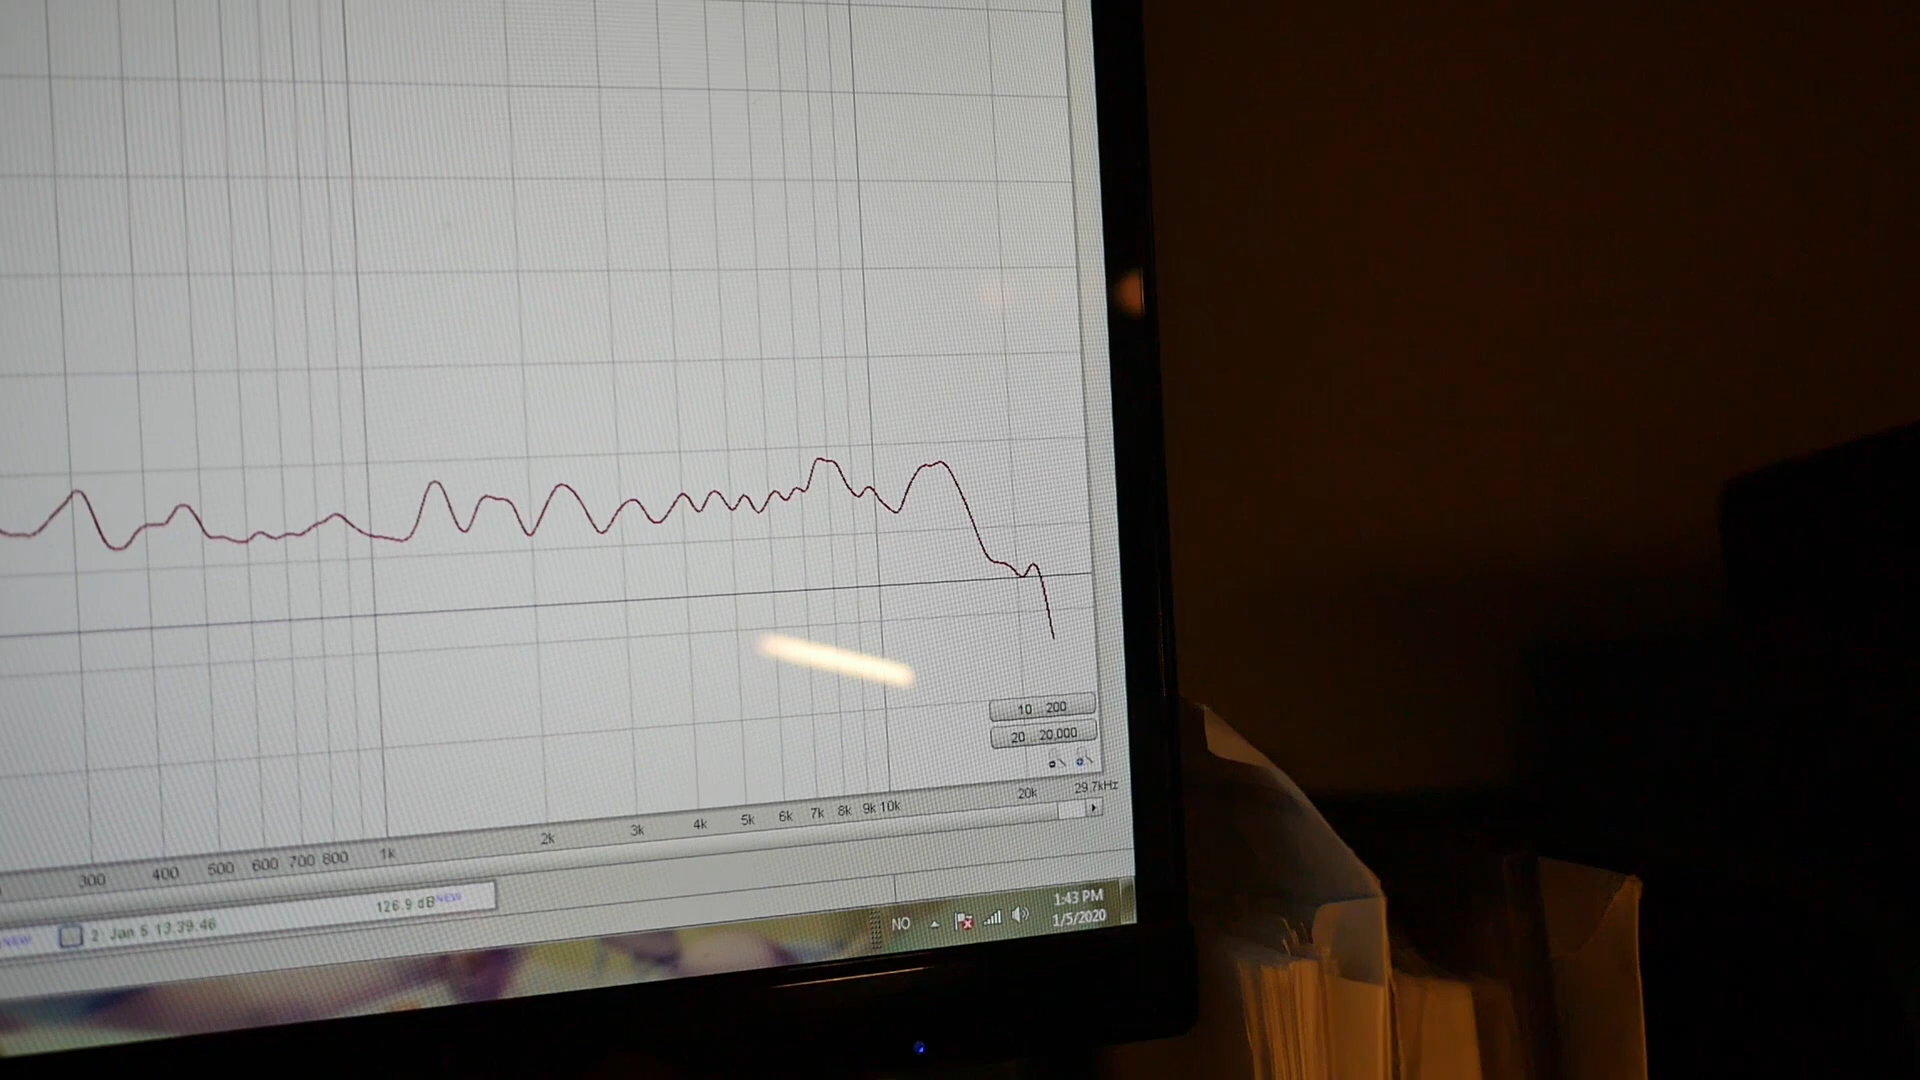 10 200
20 20,000
300 400 500 600 700 800 1k 2k 3k 4k 5k 6k 7k 8k 9k 10k 20k 29.7kHz
126.9 dB NEW
NEW 2: Jan 5 13:39:46
NO 1:43 PM
1/5/2020